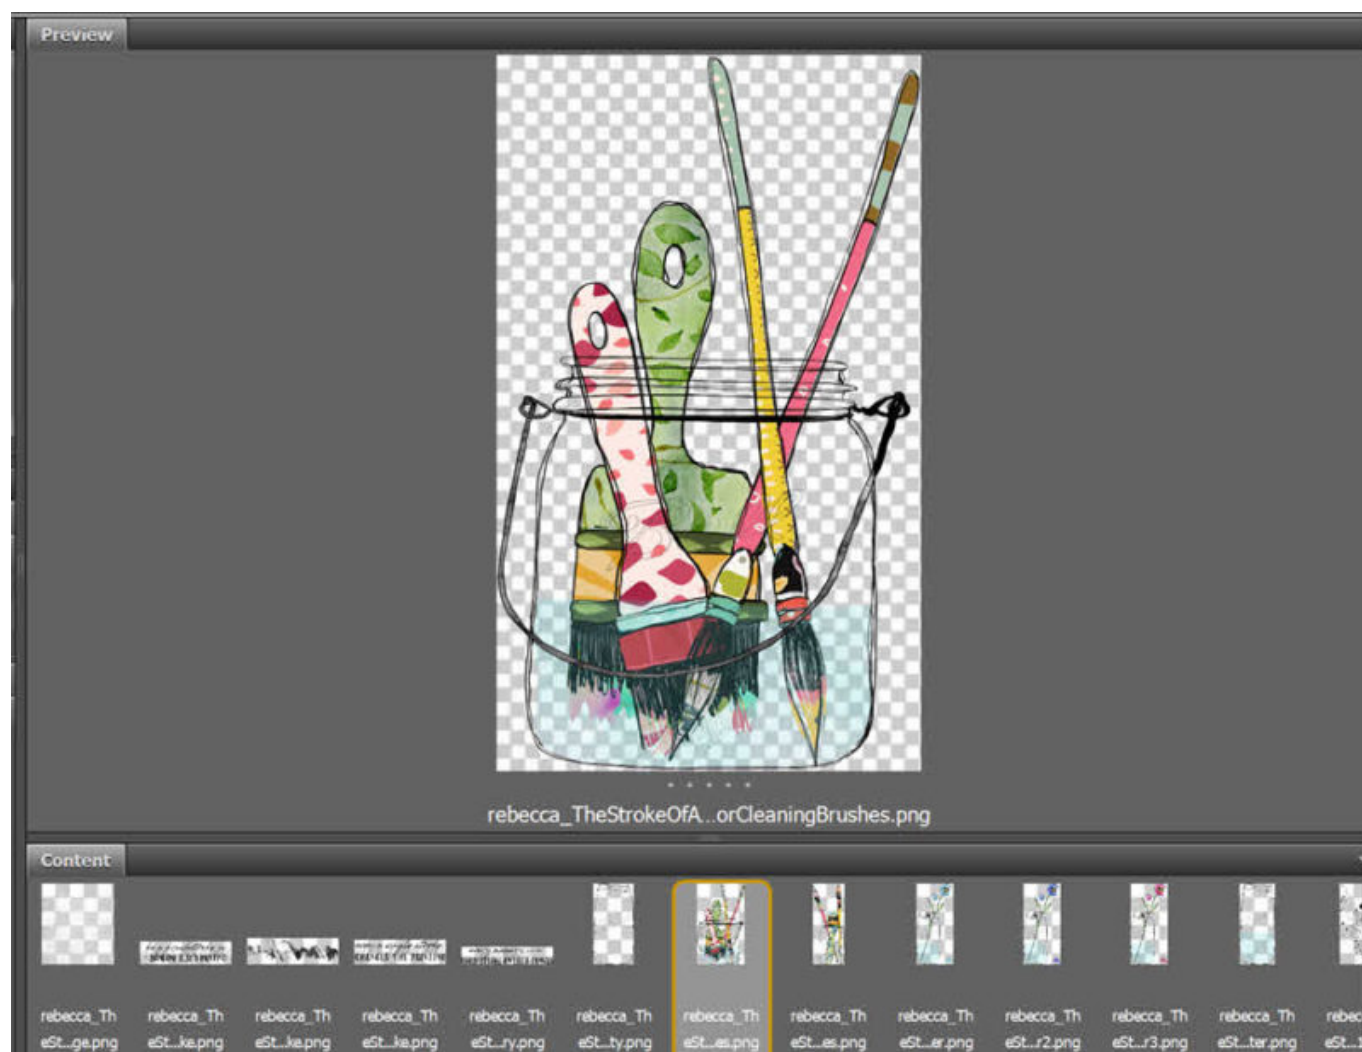 Preview
rebecca_TheStrokeOfA...orCleaningBrushes.png
Content
rebecca_Th rebecca_Th rebecca_Th rebecca_Th rebecca_Th rebecca_Th rebecca_Th rebecca_Th rebecca_Th rebecca_Th rebecca_Th rebecca_Th
eSt...ge.png eSt...ke.png eSt...ke.png eSt...ke.png eSt...ry.png eSt...ty.png eSt...es.png eSt...es.png eSt...er.png eSt...r2.png eSt...r3.png eSt...ter.png